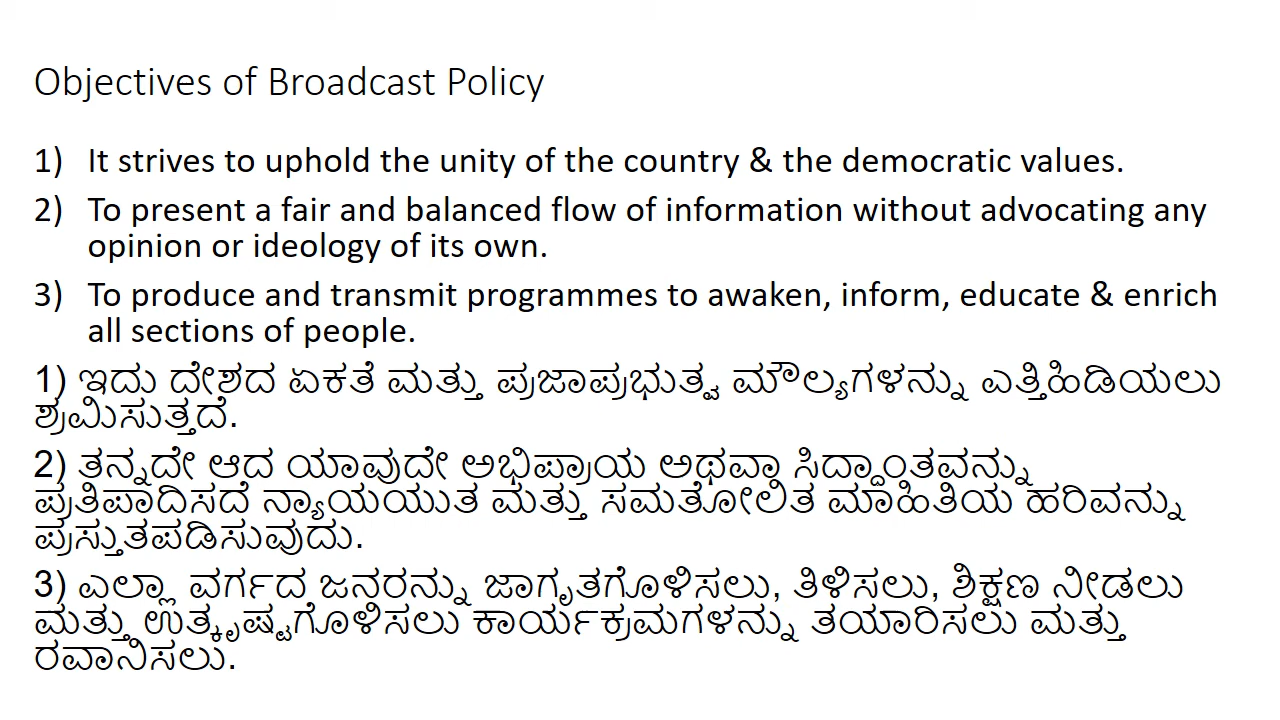 Objectives of Broadcast Policy
1) It strives to uphold the unity of the country & the democratic values.
2) To present a fair and balanced flow of information without advocating any
opinion or ideology of its own.
3) To produce and transmit programmes to awaken, inform, educate & enrich
all sections of people.
1) ಇದು ದೇಶದ ಏಕತೆ ಮತ್ತು ಪ್ರಜಾಪ್ರಭುತ್ವ ಮೌಲ್ಯಗಳನ್ನು ಎತ್ತಿಹಿಡಿಯಲು
ಶ್ರಮಿಸುತ್ತದೆ.
2) ತನ್ನದೇ ಆದ ಯಾವುದೇ ಅಭಿಪ್ರಾಯ ಅಥವಾ ಸಿದ್ಧಾಂತವನ್ನು
ಪ್ರತಿಪಾದಿಸದೆ ನ್ಯಾಯಯುತ ಮತ್ತು ಸಮತೋಲಿತ ಮಾಹಿತಿಯ ಹರಿವನ್ನು
ಪ್ರಸ್ತುತಪಡಿಸುವುದು.
3) ಎಲ್ಲಾ ವರ್ಗದ ಜನರನ್ನು ಜಾಗೃತಗೊಳಿಸಲು, ತಿಳಿಸಲು, ಶಿಕ್ಷಣ ನೀಡಲು
ಮತ್ತು ಉತ್ಕೃಷ್ಟಗೊಳಿಸಲು ಕಾರ್ಯಕ್ರಮಗಳನ್ನು ತಯಾರಿಸಲು ಮತ್ತು
ರವಾನಿಸಲು.